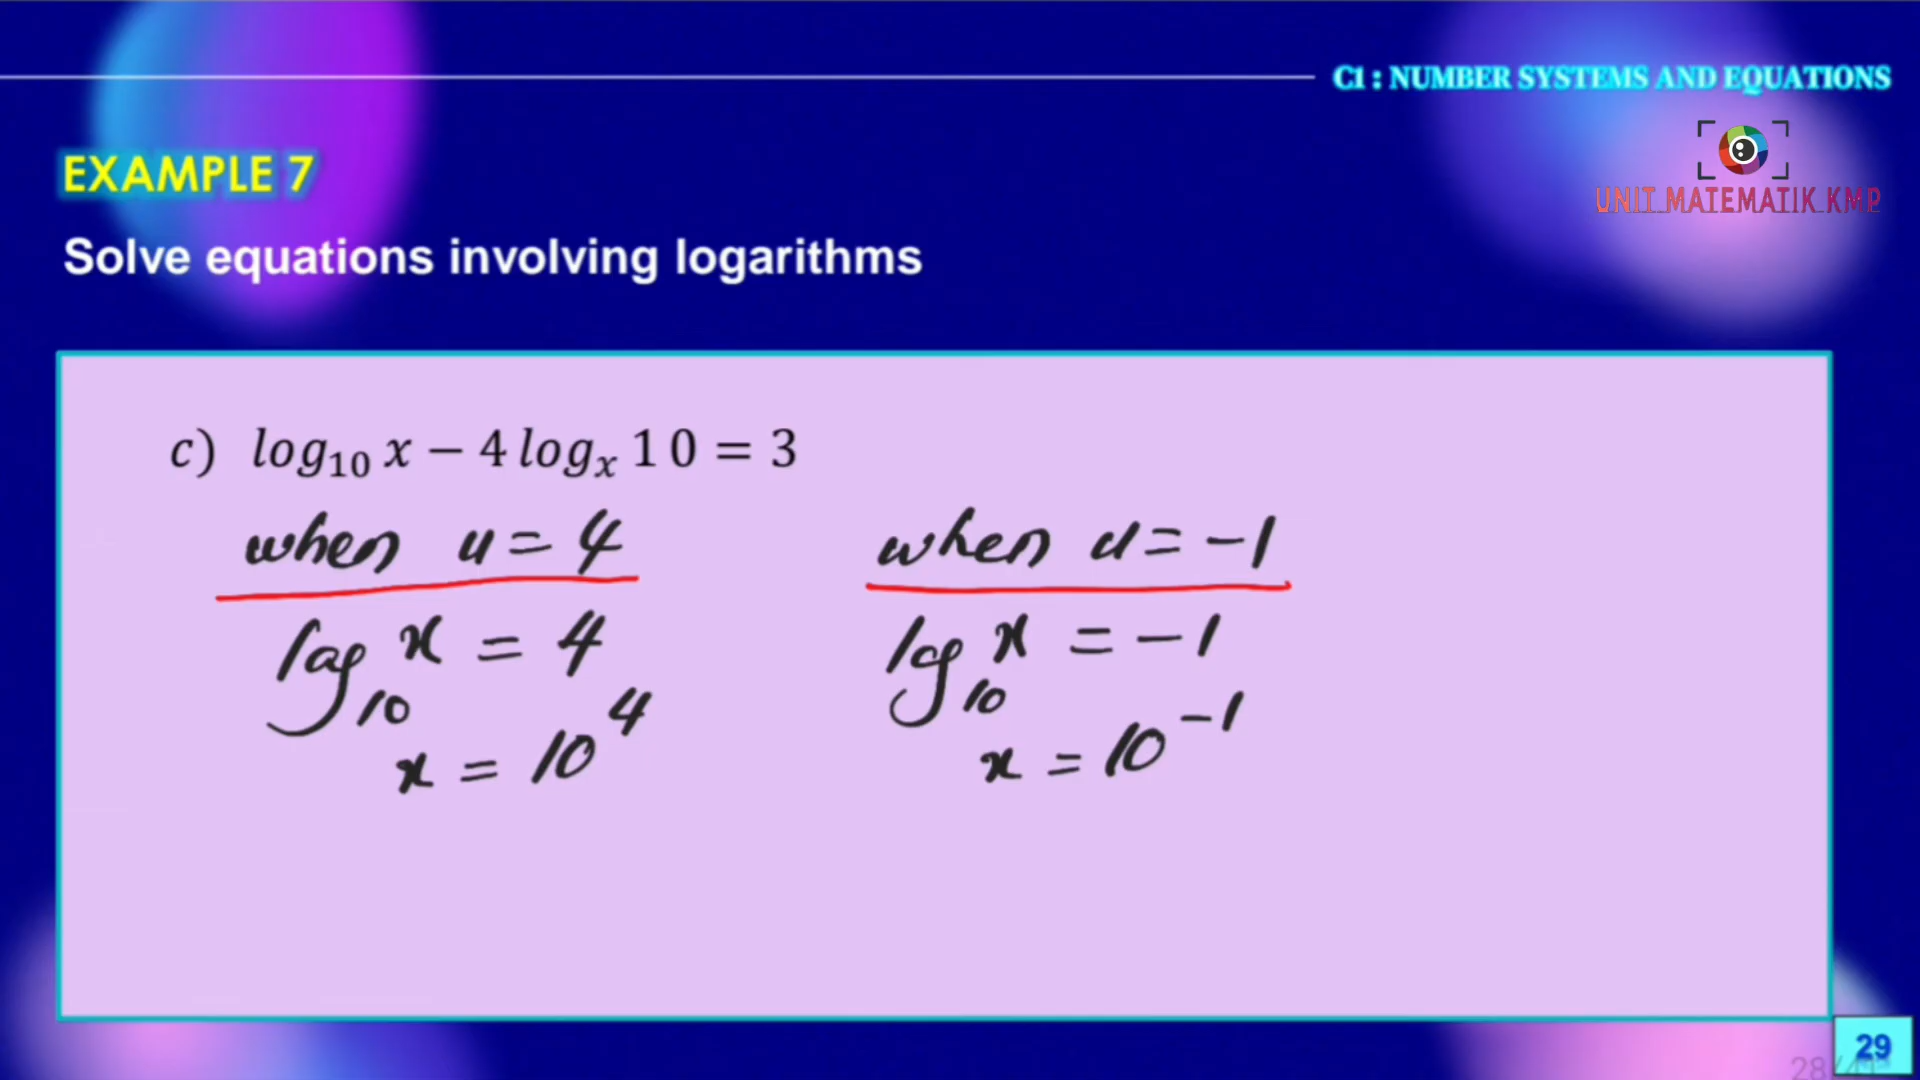 C1 : NUMBER SYSTEMS AND EQUATIONS
UNIT MATEMATIK KMP
EXAMPLE 7
Solve equations involving logarithms
c) log₁₀ x − 4 logₓ 10 = 3
when u = 4
log₁₀ x = 4
x = 10⁴
when u = −1
log₁₀ x = −1
x = 10⁻¹
29